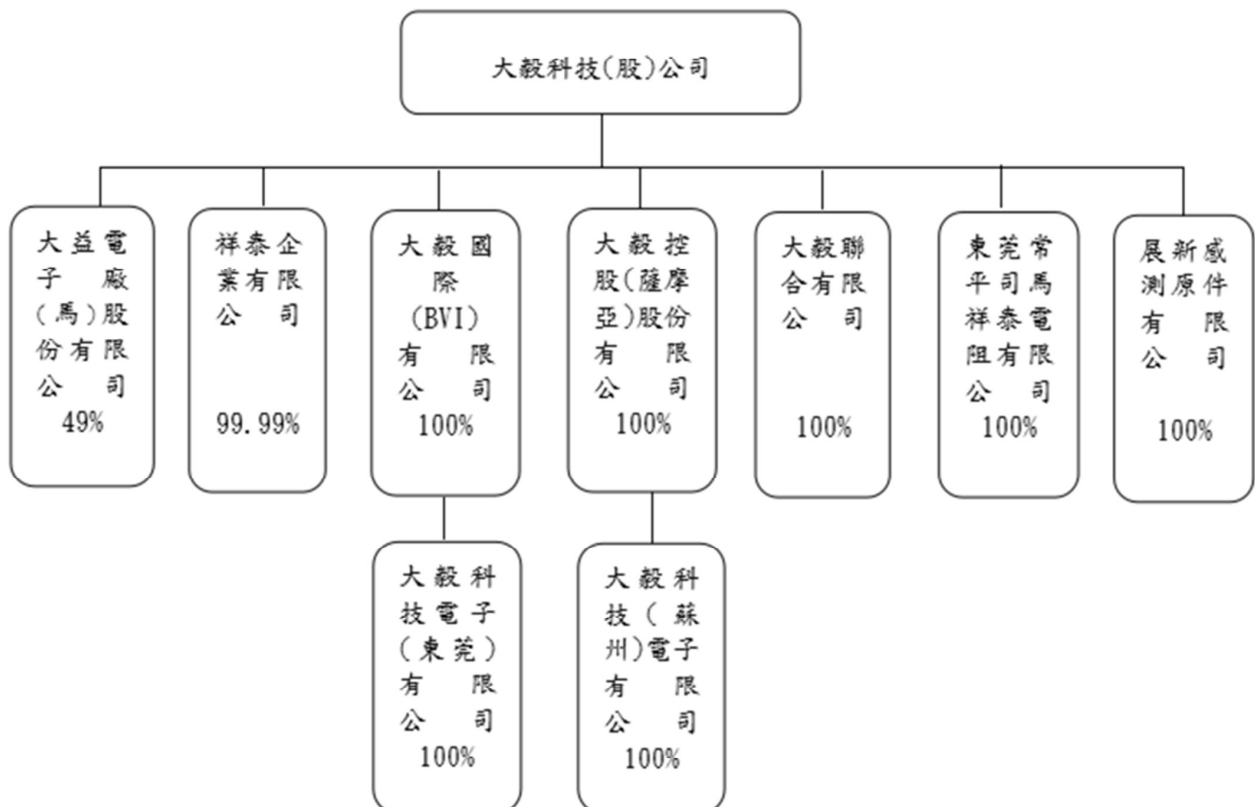 大毅科技(股)公司
大益電
子廠
(馬)股
份有限
公司
49%
祥泰企
業有限
公司
99.99%
大毅國
際
(BVI)
有限
公司
100%
大毅控
股(薩摩
亞)股份
有限
公司
100%
大毅聯
合有限
公司
100%
東莞常
平司馬
祥泰電
阻有限
公司
100%
展新感
測原件
有限
公司
100%
大毅科
技電子
(東莞)
有限
公司
100%
大毅科
技(蘇
州)電子
有限
公司
100%